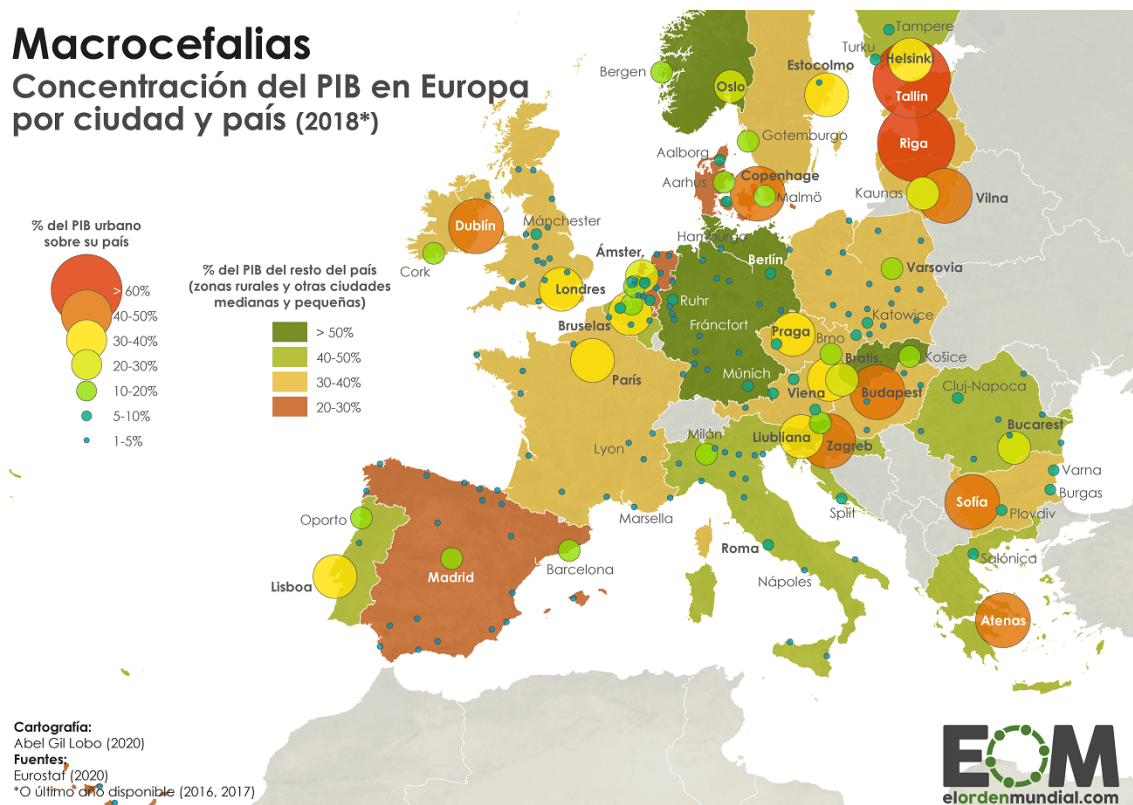 Macrocefalias
Concentración del PIB en Europa
por ciudad y país (2018*)
% del PIB urbano
sobre su país
> 60%
40-50%
30-40%
20-30%
10-20%
5-10%
1-5%
% del PIB del resto del país
(zonas rurales y otras ciudades
medianas y pequeñas)
> 50%
40-50%
30-40%
20-30%
Tampere
Turku
Helsinki
Bergen
Estocolmo
Oslo
Tallin
Gotemburgo
Riga
Aalborg
Copenhage
Aarhus
Malmö
Kaunas
Vilna
Dublín
Mánchester
Hamburgo
Cork
Ámster.
Berlín
Varsovia
Londres
Ruhr
Bruselas
Fráncfort
Katowice
Praga
Brno
París
Bratis.
Košice
Múnich
Viena
Budapest
Cluj-Napoca
Bucarest
Lyon
Milán
Liubliana
Zagreb
Varna
Burgas
Sofía
Plovdiv
Split
Marsella
Oporto
Roma
Salónica
Madrid
Barcelona
Nápoles
Lisboa
Atenas
Cartografía:
Abel Gil Lobo (2020)
Fuentes:
Eurostat (2020)
*O último año disponible (2016, 2017)
EOM
elordenmundial.com